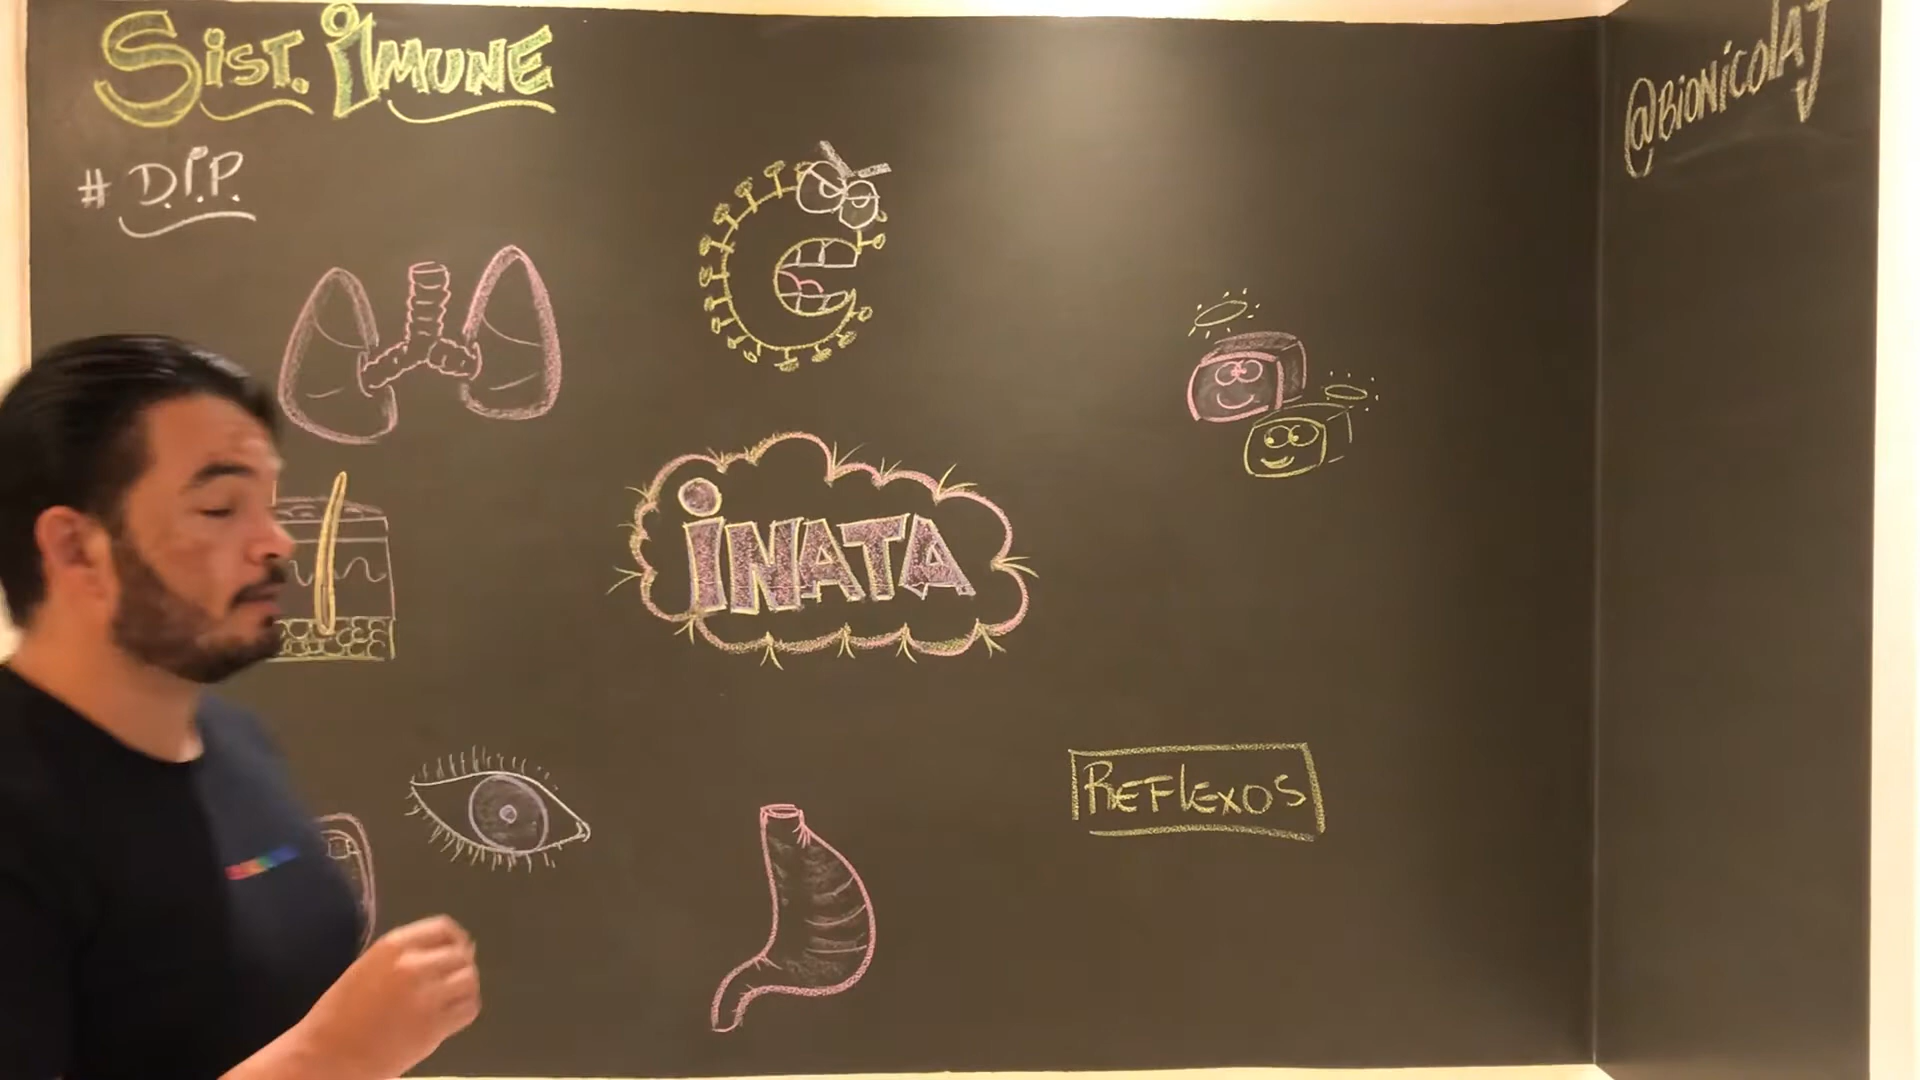 Sist. iMUNE
# D.I.P.
@BiONiCOlAJ
iNATA
REFlEXOS